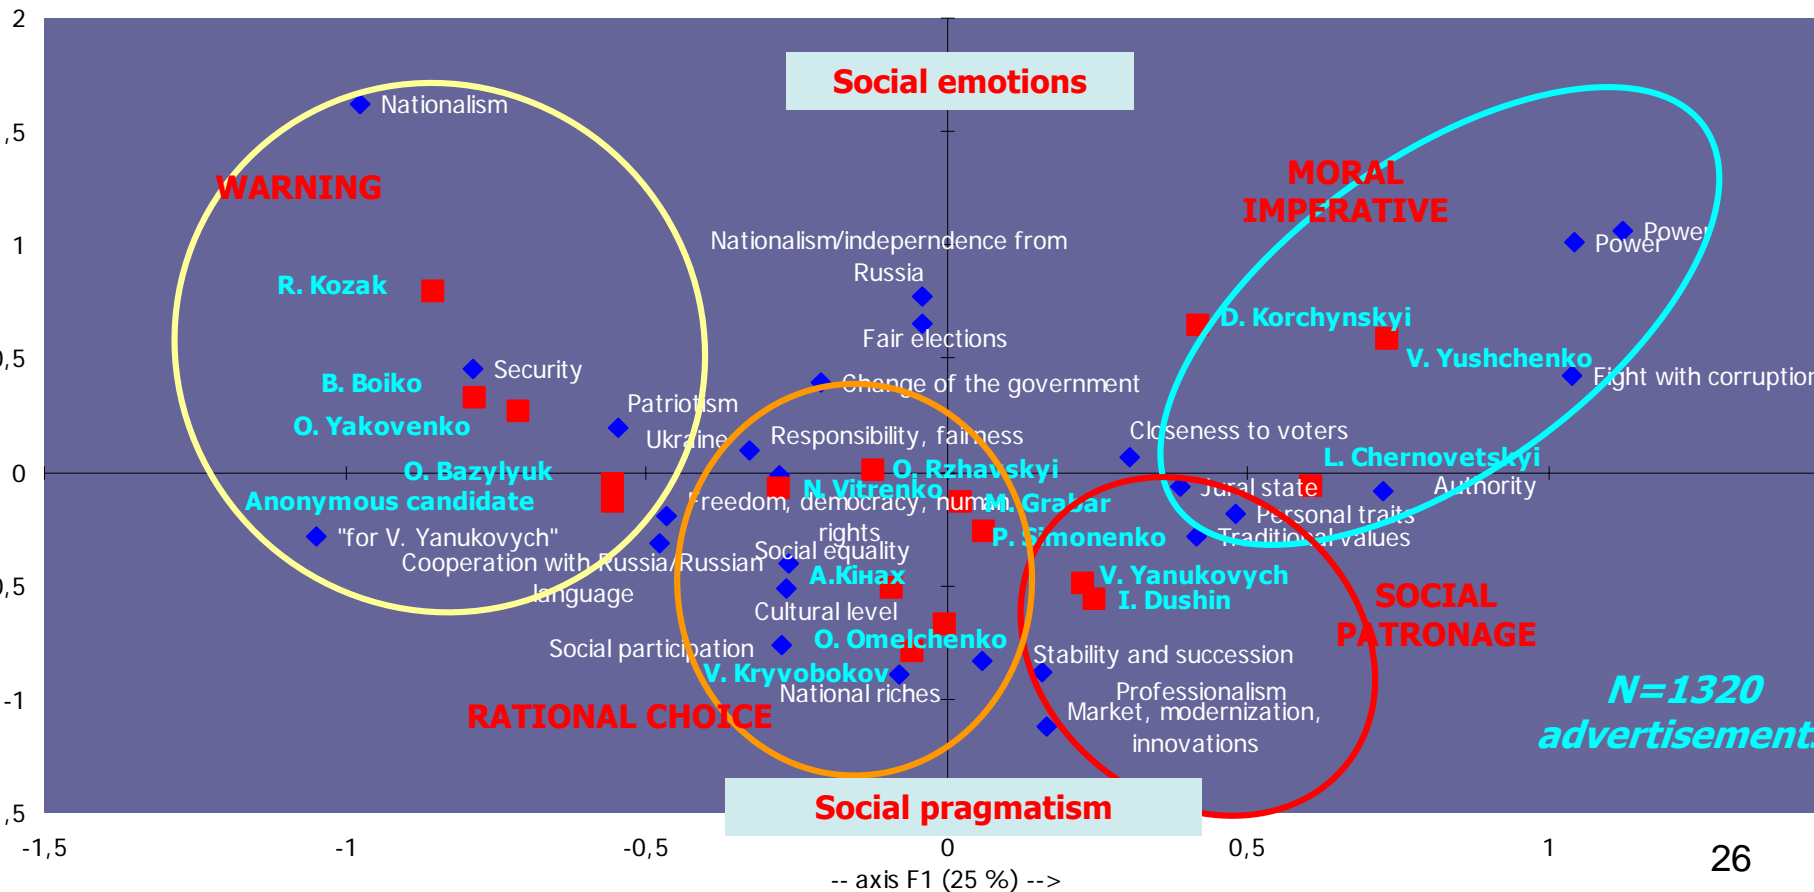 2
Social emotions
Nationalism
,5
WARNING
MORAL
IMPERATIVE
Nationalism/indeperndence from
Russia
Power
Power
1
R. Kozak
D. Korchynskyi
Fair elections
V. Yushchenko
),5
Security
Change of the government
Fight with corruption
B. Boiko
Patriotism
O. Yakovenko
Ukraine
Responsibility, fairness
Closeness to voters
0
O. Bazylyuk
O. Rzhavskyi
L. Chernovetskyi
N. Vitrenko
Jural state
Authority
Anonymous candidate
Freedom, democracy, human
rights
M. Grabar
Personal traits
"for V. Yanukovych"
P. Simonenko
Traditional values
Cooperation with Russia/Russian
language
Social equality
А.Кінах
V. Yanukovych
),5
I. Dushin
SOCIAL
PATRONAGE
Cultural level
O. Omelchenko
Social participation
Stability and succession
V. Kryvobokov
National riches
Professionalism
-1
RATIONAL CHOICE
Market, modernization,
innovations
N=1320
advertisements
Social pragmatism
,5
-1,5
-1
-0,5
0
0,5
1
-- axis F1 (25 %) -->
26